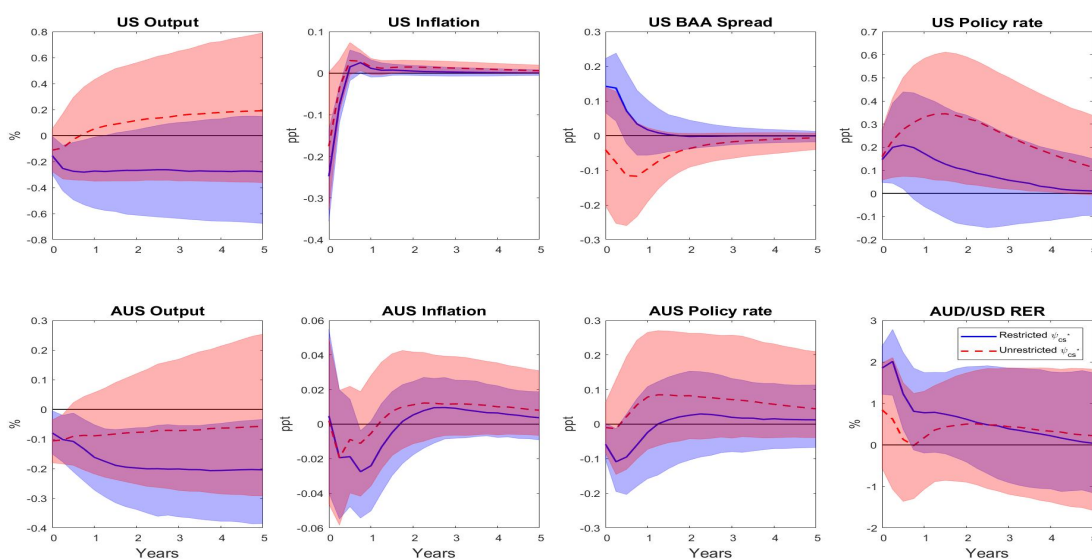 US Output
US Inflation
US BAA Spread
US Policy rate
%
0.8
0.6
0.4
0.2
0
-0.2
-0.4
-0.6
-0.8
0 1 2 3 4 5
ppt
0.1
0
-0.1
-0.2
-0.3
-0.4
0 1 2 3 4 5
ppt
0.3
0.2
0.1
0
-0.1
-0.2
-0.3
0 1 2 3 4 5
ppt
0.7
0.6
0.5
0.4
0.3
0.2
0.1
0
-0.1
-0.2
0 1 2 3 4 5
AUS Output
AUS Inflation
AUS Policy rate
AUD/USD RER
%
0.3
0.2
0.1
0
-0.1
-0.2
-0.3
-0.4
0 1 2 3 4 5
Years
ppt
0.06
0.04
0.02
0
-0.02
-0.04
-0.06
0 1 2 3 4 5
Years
ppt
0.3
0.2
0.1
0
-0.1
-0.2
-0.3
0 1 2 3 4 5
Years
%
3
2
1
0
-1
-2
Restricted ψcs*
Unrestricted ψcs*
0 1 2 3 4 5
Years